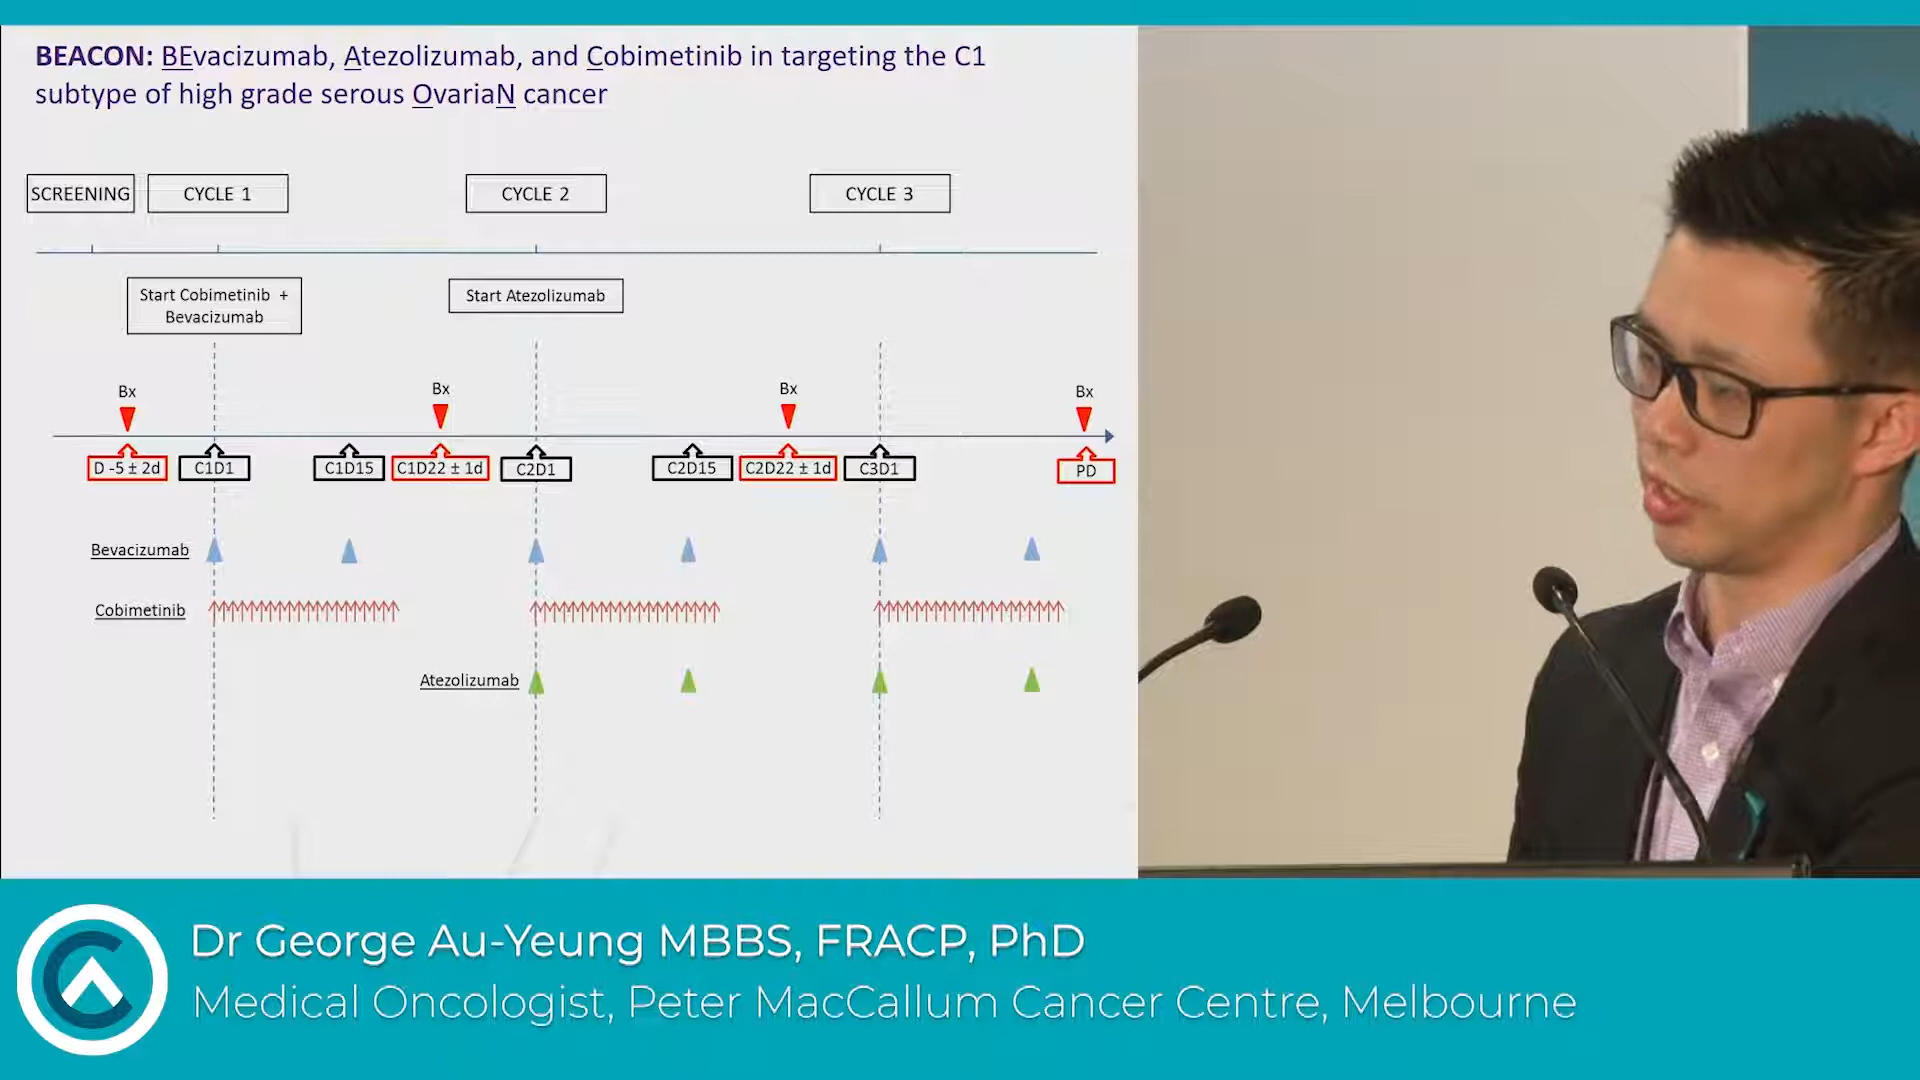 BEACON: BEvacizumab, Atezolizumab, and Cobimetinib in targeting the C1
subtype of high grade serous OvariaN cancer
SCREENING
CYCLE 1
CYCLE 2
CYCLE 3
Start Cobimetinib +
Bevacizumab
Start Atezolizumab
Bx
Bx
Bx
Bx
D -5 ± 2d
C1D1
C1D15
C1D22 ± 1d
C2D1
C2D15
C2D22 ± 1d
C3D1
PD
Bevacizumab
Cobimetinib
Atezolizumab
Dr George Au-Yeung MBBS, FRACP, PhD
Medical Oncologist, Peter MacCallum Cancer Centre, Melbourne